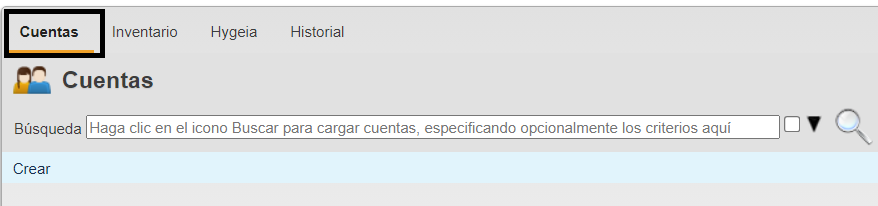 Cuentas Inventario Hygeia Historial
Cuentas
Búsqueda Haga clic en el icono Buscar para cargar cuentas, especificando opcionalmente los criterios aquí
Crear